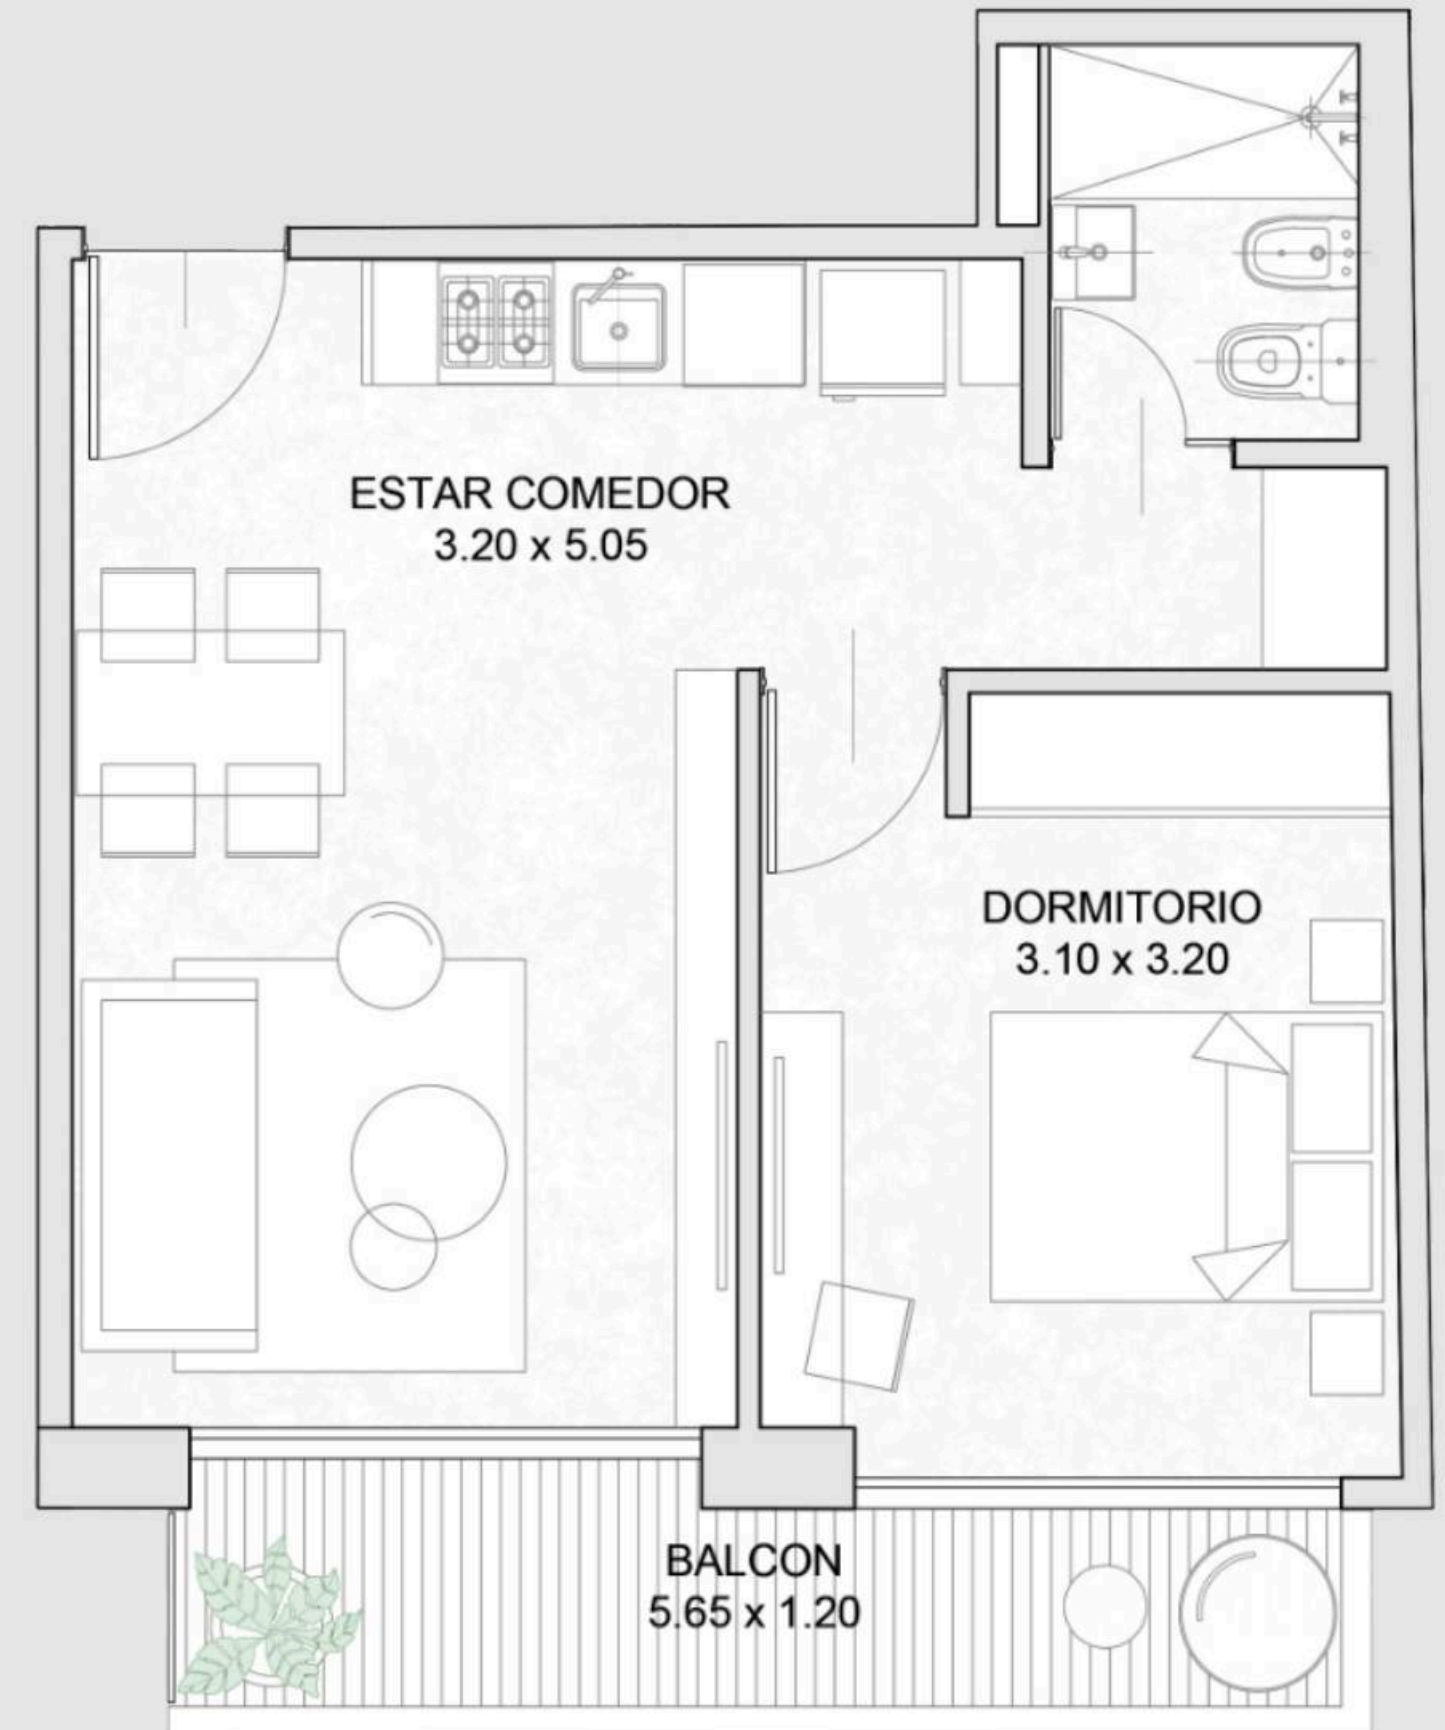 ESTAR COMEDOR
3.20 x 5.05
DORMITORIO
3.10 x 3.20
BALCON
5.65 x 1.20